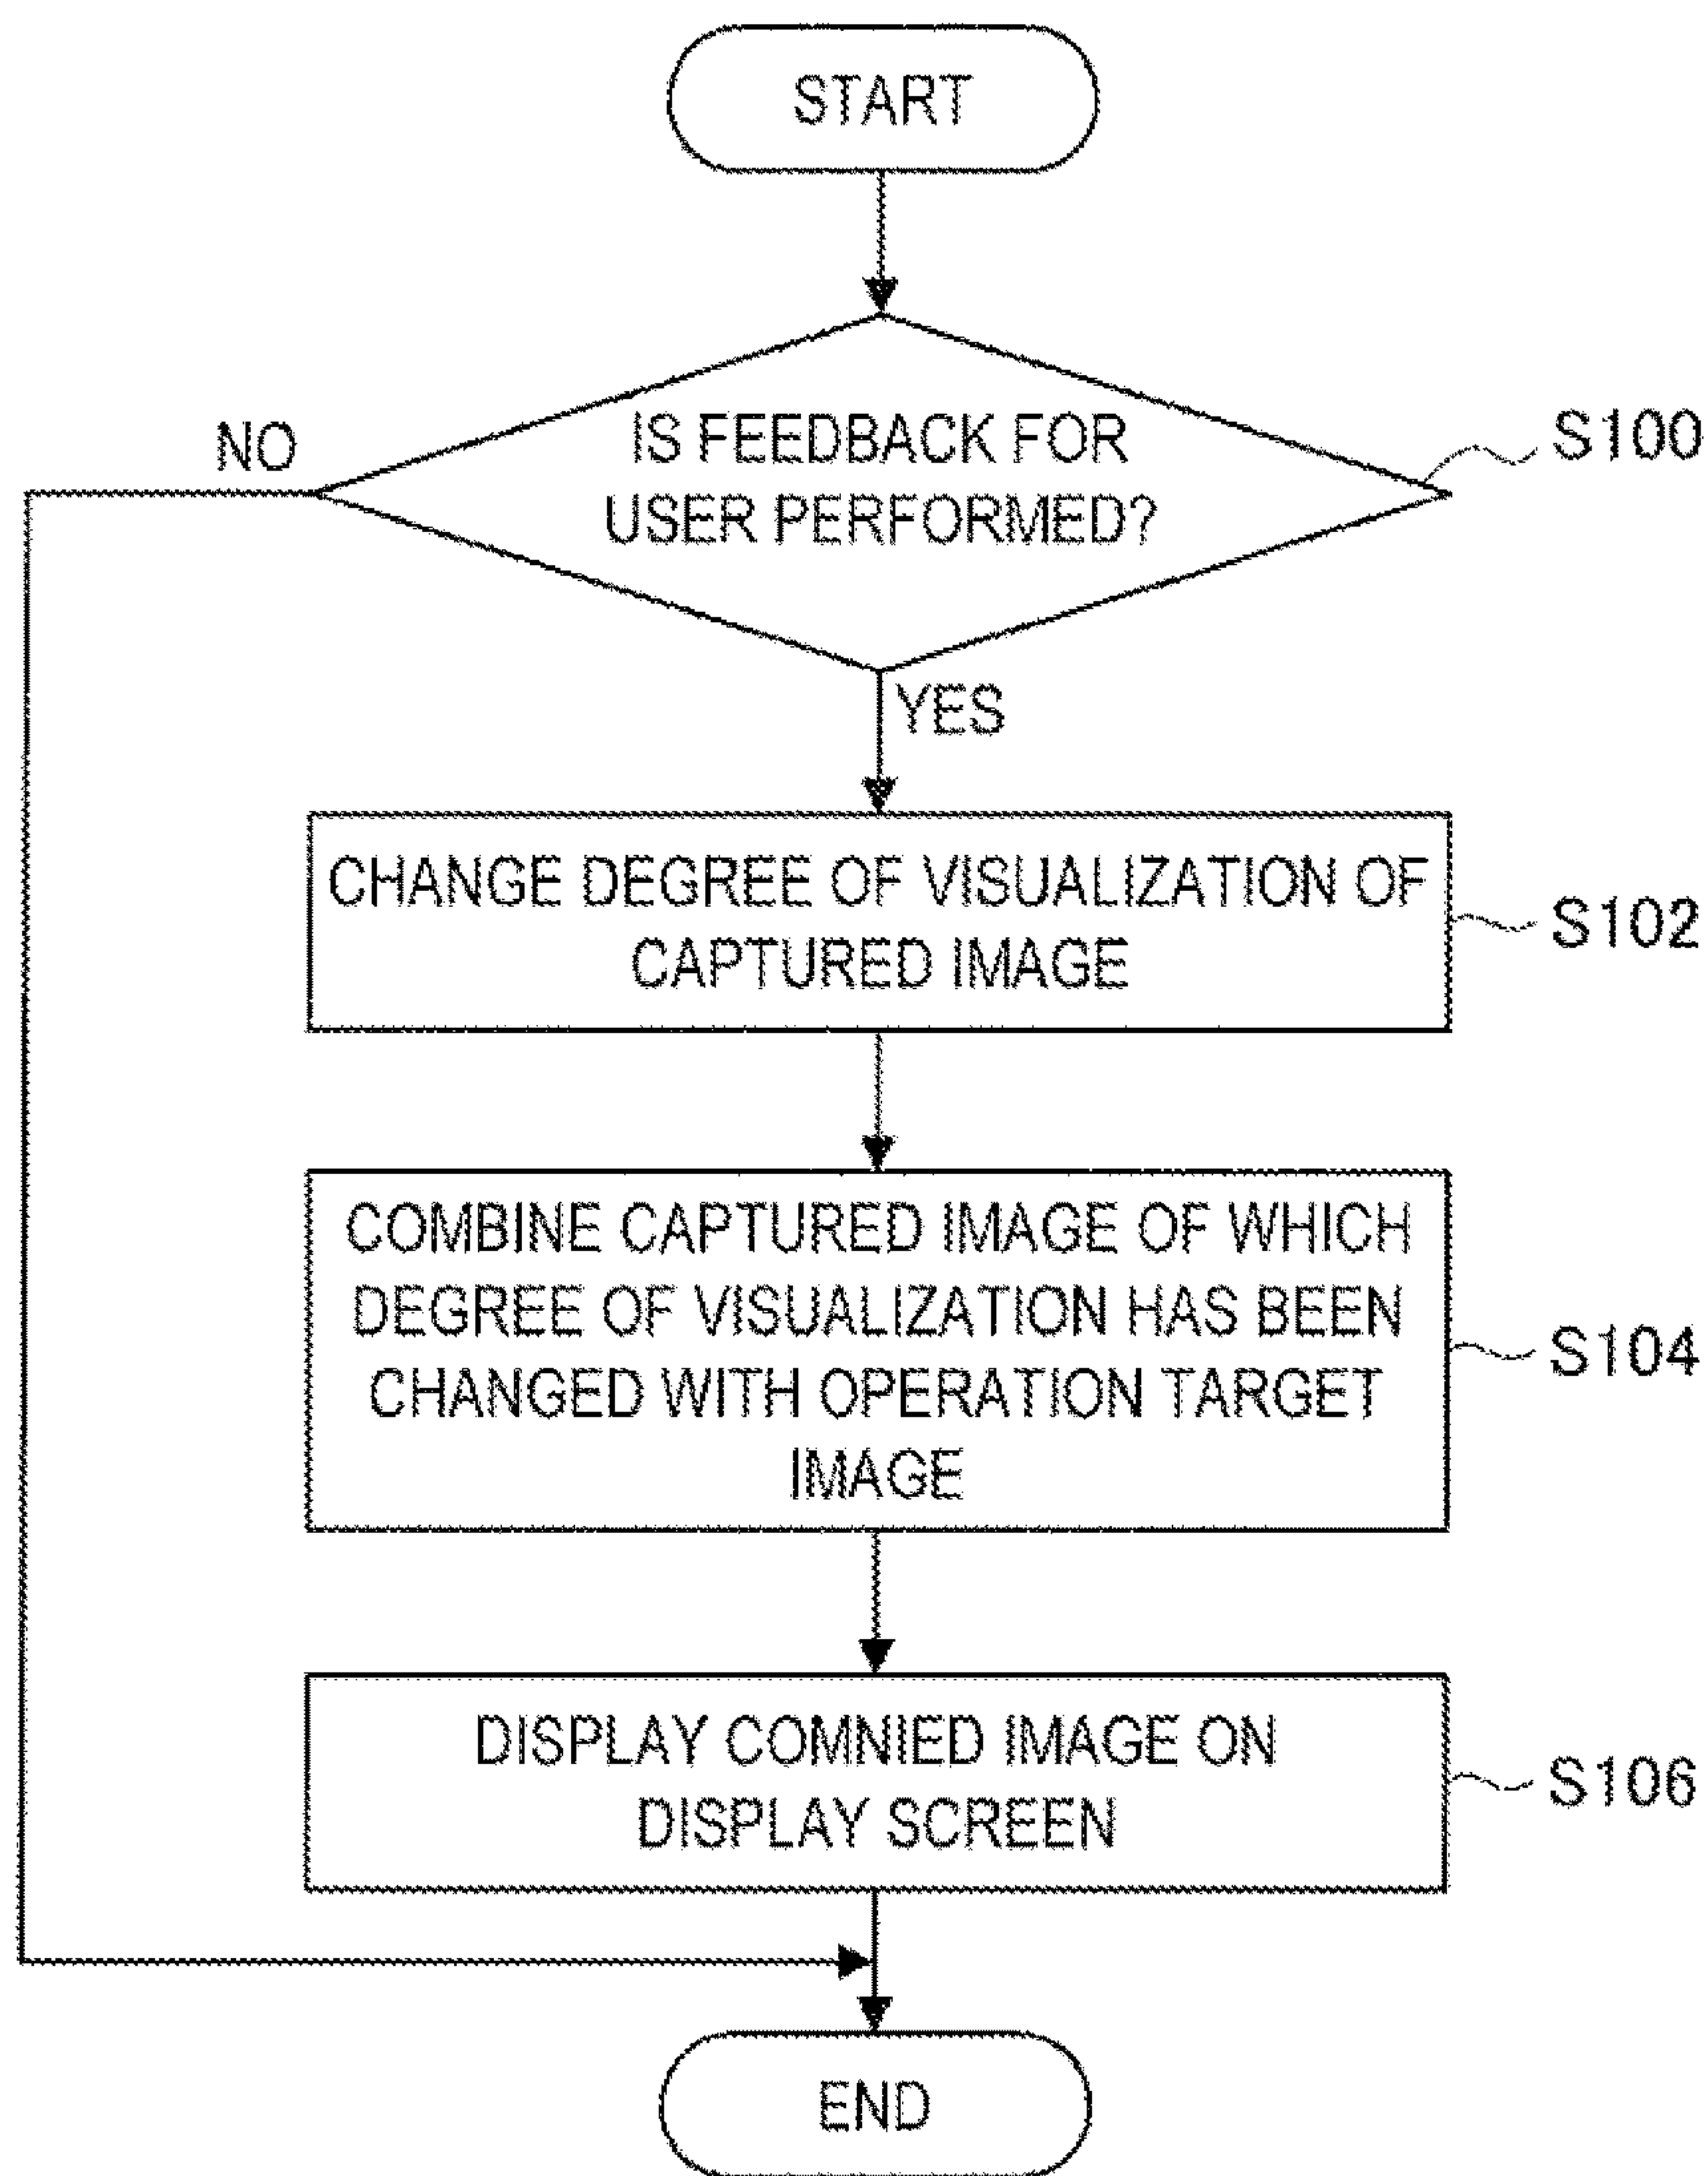 START
NO
IS FEEDBACK FOR
USER PERFORMED?
S100
YES
CHANGE DEGREE OF VISUALIZATION OF
CAPTURED IMAGE
S102
COMBINE CAPTURED IMAGE OF WHICH
DEGREE OF VISUALIZATION HAS BEEN
CHANGED WITH OPERATION TARGET
IMAGE
S104
DISPLAY COMNIED IMAGE ON
DISPLAY SCREEN
S106
END